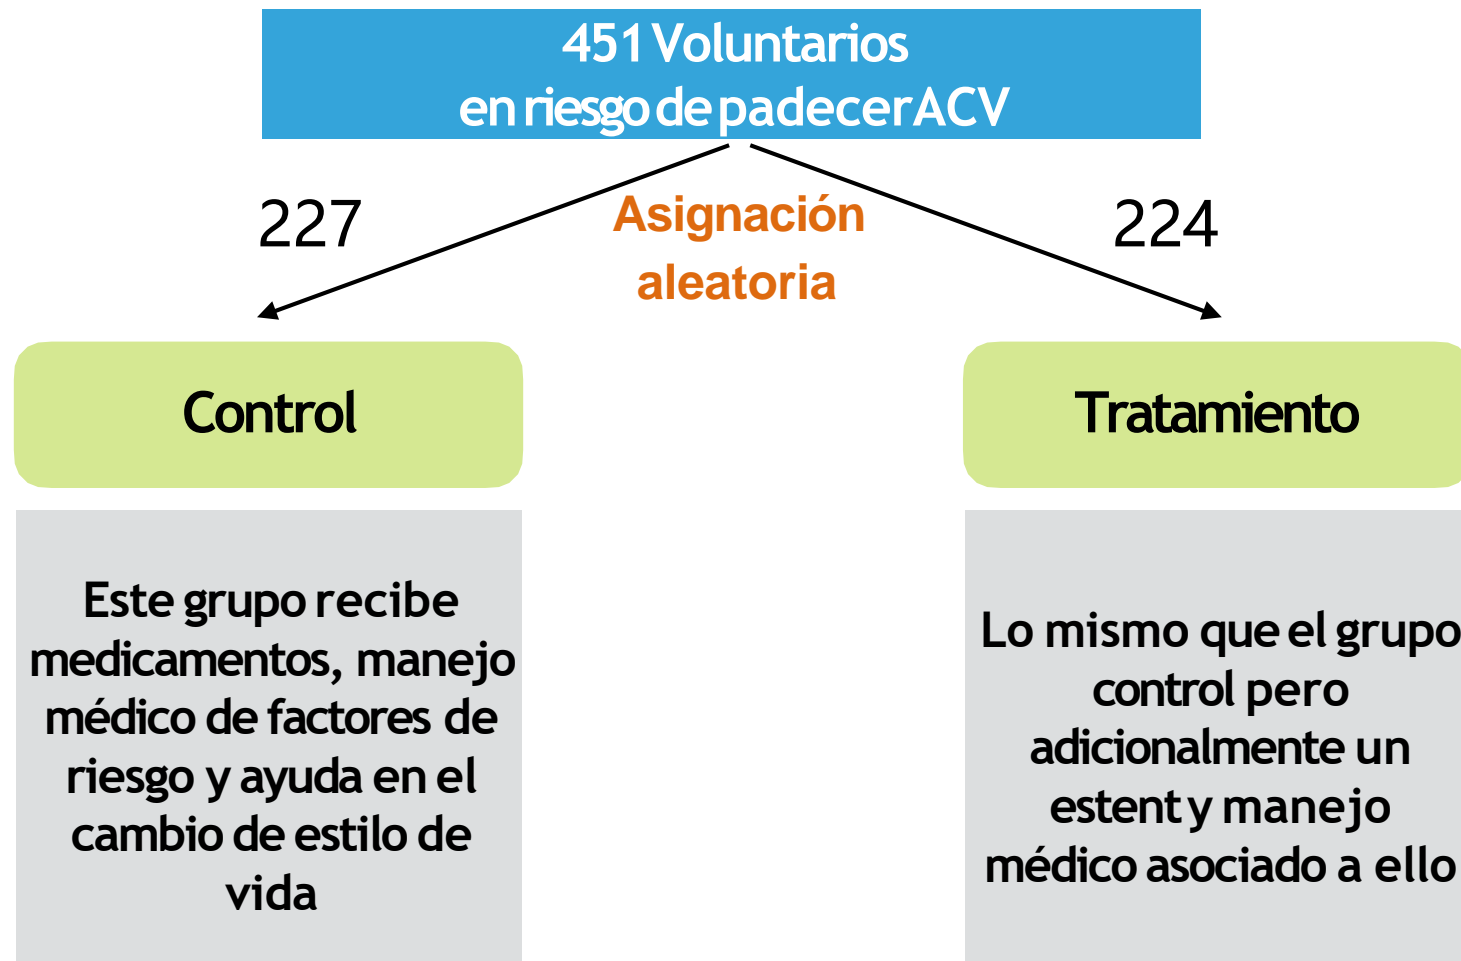 451 Voluntarios
en riesgo de padecer ACV
227
Asignación
aleatoria
224
Control
Tratamiento
Este grupo recibe
medicamentos, manejo
médico de factores de
riesgo y ayuda en el
cambio de estilo de
vida
Lo mismo que el grupo
control pero
adicionalmente un
estent y manejo
médico asociado a ello